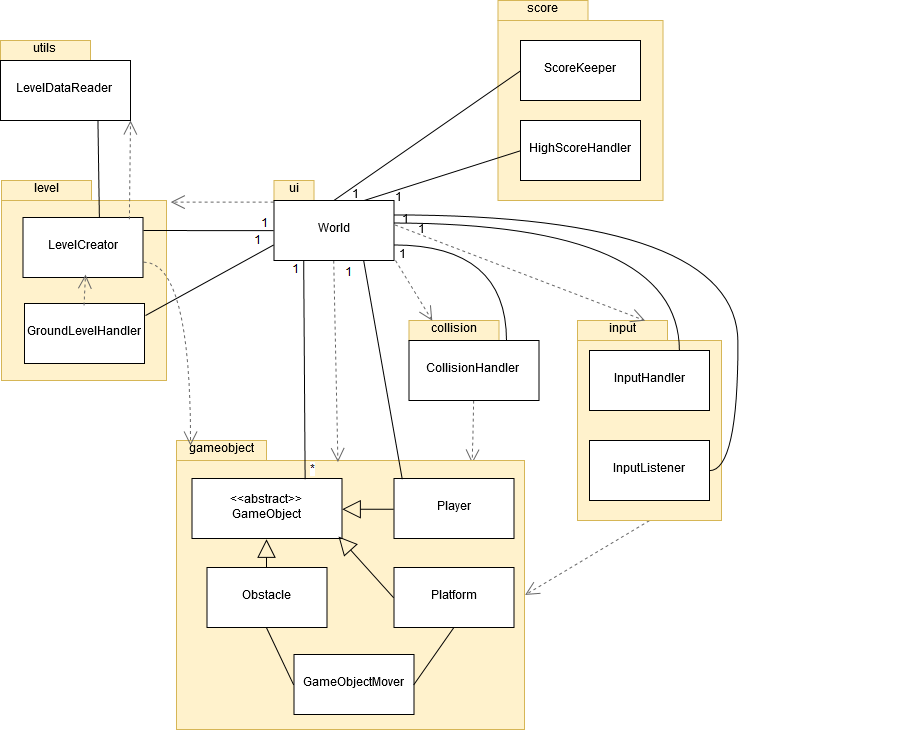 score
ScoreKeeper
HighScoreHandler
utils
LevelDataReader
level
LevelCreator
GroundLevelHandler
ui
World
1
1
1
1
1
1
1
1
1
collision
CollisionHandler
input
InputHandler
InputListener
gameobject
*
<<abstract>>
GameObject
Player
Obstacle
Platform
GameObjectMover